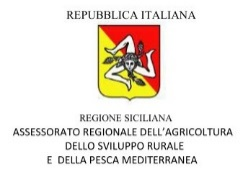 REPUBBLICA ITALIANA
REGIONE SICILIANA
ASSESSORATO REGIONALE DELL'AGRICOLTURA
DELLO SVILUPPO RURALE
E DELLA PESCA MEDITERRANEA